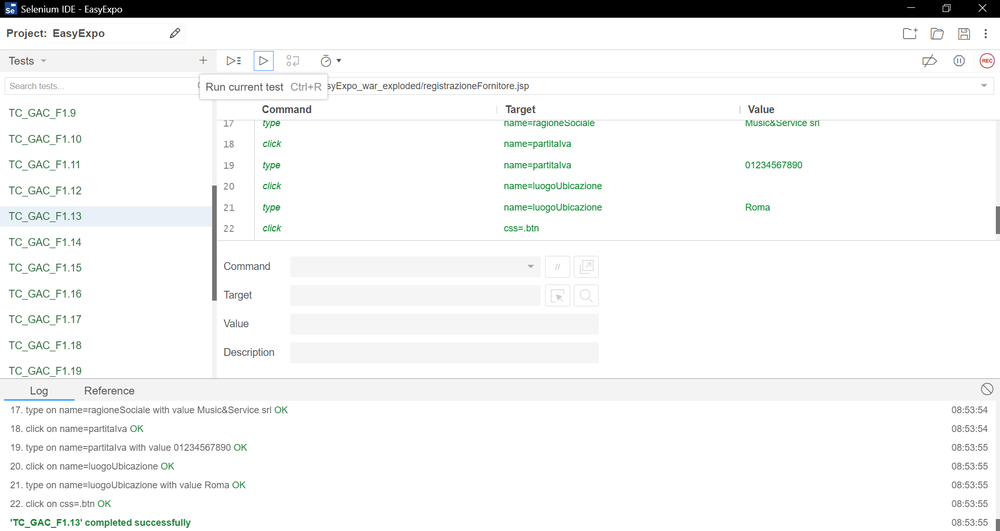 Selenium IDE - EasyExpo
Project: EasyExpo
Tests
REC
Search tests...
Run current test Ctrl+R
syExpo_war_exploded/registrazioneFornitore.jsp
Command Target Value
17 type name=ragioneSociale Music&Service srl
18 click name=partitaIva
19 type name=partitaIva 01234567890
20 click name=luogoUbicazione
21 type name=luogoUbicazione Roma
22 click css=.btn
TC_GAC_F1.9
TC_GAC_F1.10
TC_GAC_F1.11
TC_GAC_F1.12
TC_GAC_F1.13
TC_GAC_F1.14
TC_GAC_F1.15
TC_GAC_F1.16
TC_GAC_F1.17
TC_GAC_F1.18
TC_GAC_F1.19
Command //
Target
Value
Description
Log Reference
17. type on name=ragioneSociale with value Music&Service srl OK 08:53:54
18. click on name=partitaIva OK 08:53:54
19. type on name=partitaIva with value 01234567890 OK 08:53:55
20. click on name=luogoUbicazione OK 08:53:55
21. type on name=luogoUbicazione with value Roma OK 08:53:55
22. click on css=.btn OK 08:53:55
'TC_GAC_F1.13' completed successfully 08:53:55